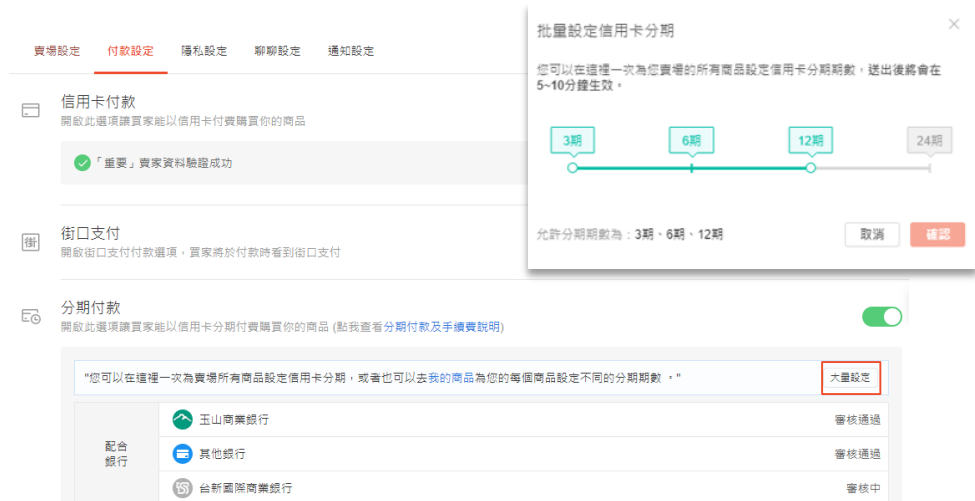 賣場設定 付款設定 隱私設定 聊聊設定 通知設定
信用卡付款
開啟此選項讓買家能以信用卡付費購買你的商品
「重要」賣家資料驗證成功
街
街口支付
開啟街口支付付款選項，買家將於付款時看到街口支付
分期付款
開啟此選項讓買家能以信用卡分期付費購買你的商品 (點我查看分期付款及手續費說明)
"您可以在這裡一次為賣場所有商品設定信用卡分期，或者也可以去我的商品為您的每個商品設定不同的分期期數 。"
大量設定
配合
銀行
玉山商業銀行 審核通過
其他銀行 審核通過
台新國際商業銀行 審核中
批量設定信用卡分期
您可以在這裡一次為您賣場的所有商品設定信用卡分期期數，送出後將會在
5~10分鐘生效。
3期 6期 12期 24期
允許分期期數為：3期、6期、12期
取消 確認